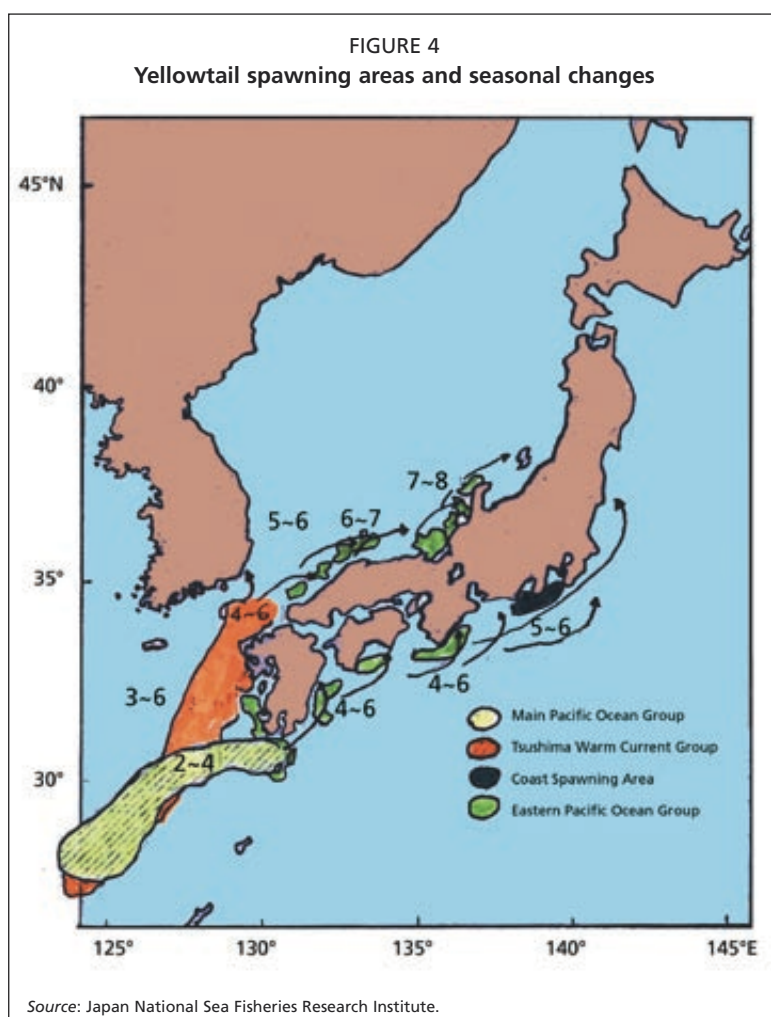 FIGURE 4
Yellowtail spawning areas and seasonal changes
45°N
40°
7~8
5~6
6~7
35°
4~6
5~6
3~6
4~6
4~6
Main Pacific Ocean Group
Tsushima Warm Current Group
2~4
Coast Spawning Area
30°
Eastern Pacific Ocean Group
125°
130°
135°
140°
145°E
Source: Japan National Sea Fisheries Research Institute.